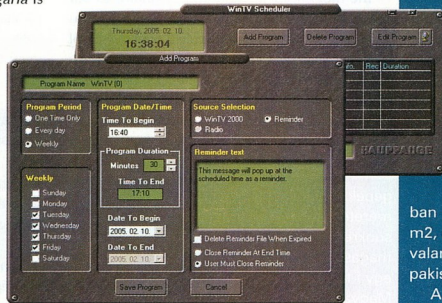 garia is
WinTV Scheduler
Thursday, 2005. 02. 10.
16:38:04
Add Program
Delete Program
Edit Program
Rec Duration
HAUPPAUGE
Add Program
Program Name WinTV (0)
Program Period
One Time Only
Every day
Weekly
Weekly
Sunday
Monday
Tuesday
Wednesday
Thursday
Friday
Saturday
Program Date/Time
Time To Begin
16:40
Program Duration
Minutes 30
Time To End
17:10
Date To Begin
2005. 02. 10.
Date To End
2005. 02. 10.
Source Selection
WinTV 2000
Reminder
Radio
Reminder text
This message will pop up at the
scheduled time as a reminder.
Delete Reminder File When Expired
Close Reminder At End Time
User Must Close Reminder
Save Program
Cancel
ban
m2,
valar
pakis
A